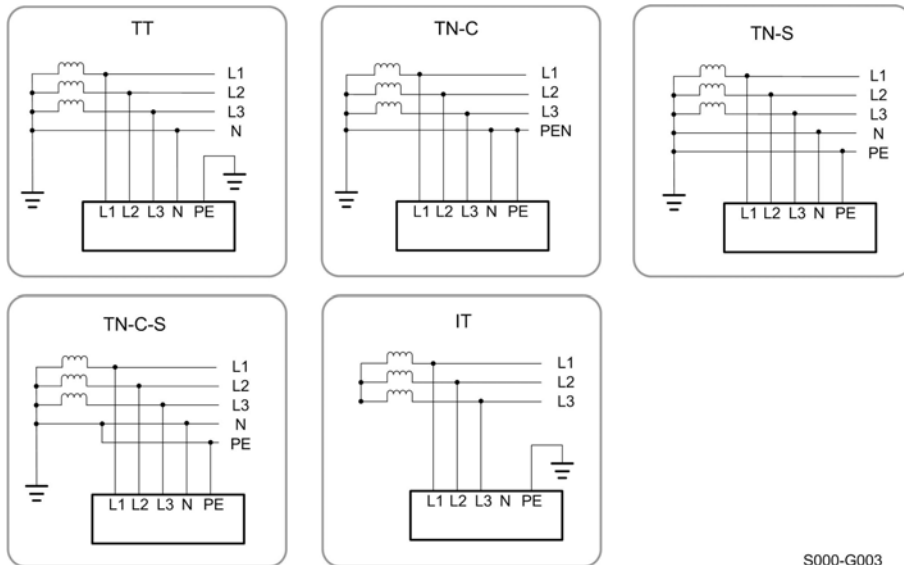 TT
L1
L2
L3
N
L1 L2 L3 N PE
TN-C
L1
L2
L3
PEN
L1 L2 L3 N PE
TN-S
L1
L2
L3
N
PE
L1 L2 L3 N PE
TN-C-S
L1
L2
L3
N
PE
L1 L2 L3 N PE
IT
L1
L2
L3
L1 L2 L3 N PE
S000-G003